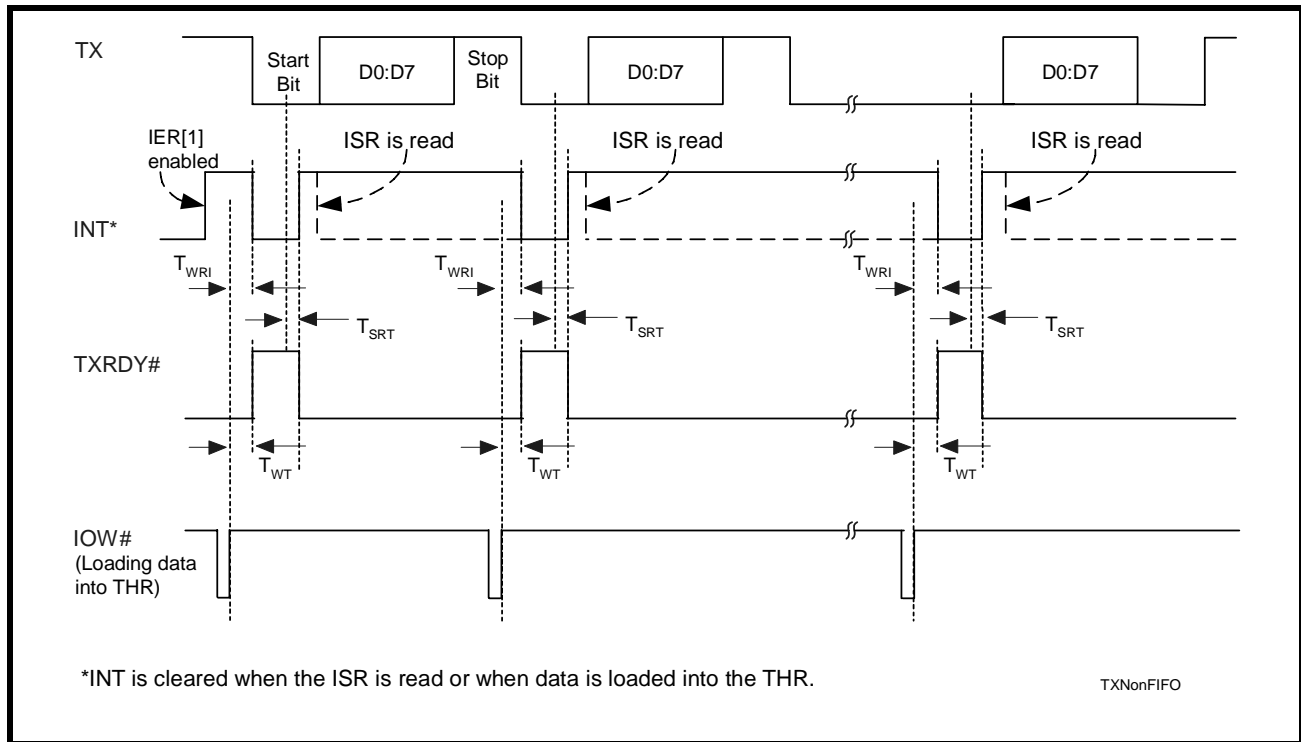 TX
Start
Bit
D0:D7
Stop
Bit
D0:D7
D0:D7
IER[1]
enabled
ISR is read
ISR is read
ISR is read
INT*
TWRI
TWRI
TWRI
TSRT
TSRT
TSRT
TXRDY#
TWT
TWT
TWT
IOW#
(Loading data
into THR)
*INT is cleared when the ISR is read or when data is loaded into the THR.
TXNonFIFO